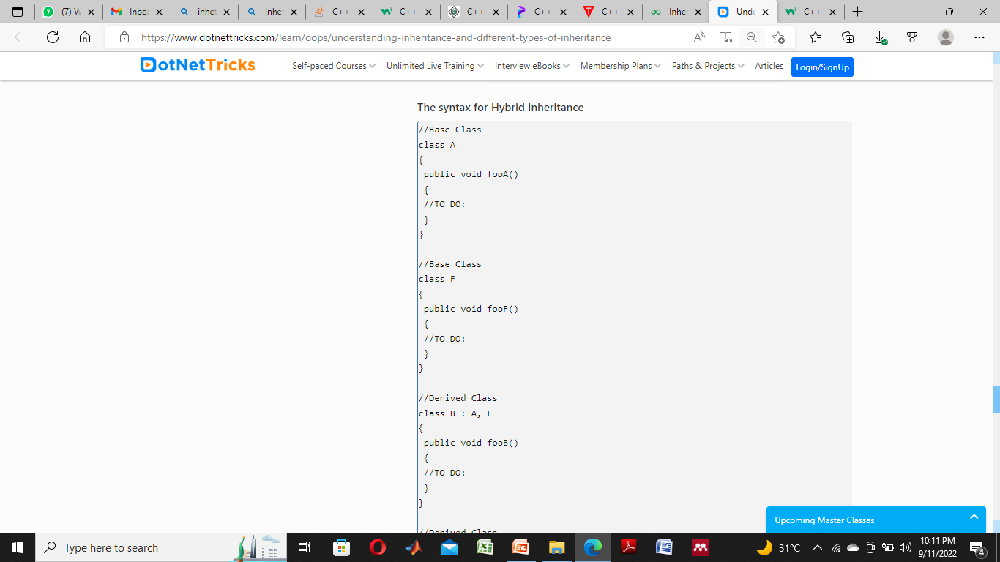 (7) W
Inbo
inhe
inhe
C++
C++
C++
C++
C++
Inher
Unde
C++
https://www.dotnettricks.com/learn/oops/understanding-inheritance-and-different-types-of-inheritance
DotNetTricks
Self-paced Courses
Unlimited Live Training
Interview eBooks
Membership Plans
Paths & Projects
Articles
Login/SignUp
The syntax for Hybrid Inheritance
//Base Class
class A
{
public void fooA()
{
//TO DO:
}
}
//Base Class
class F
{
public void fooF()
{
//TO DO:
}
}
//Derived Class
class B : A, F
{
public void fooB()
{
//TO DO:
}
}
//Derived Class
Upcoming Master Classes
Type here to search
31°C
10:11 PM
9/11/2022
4